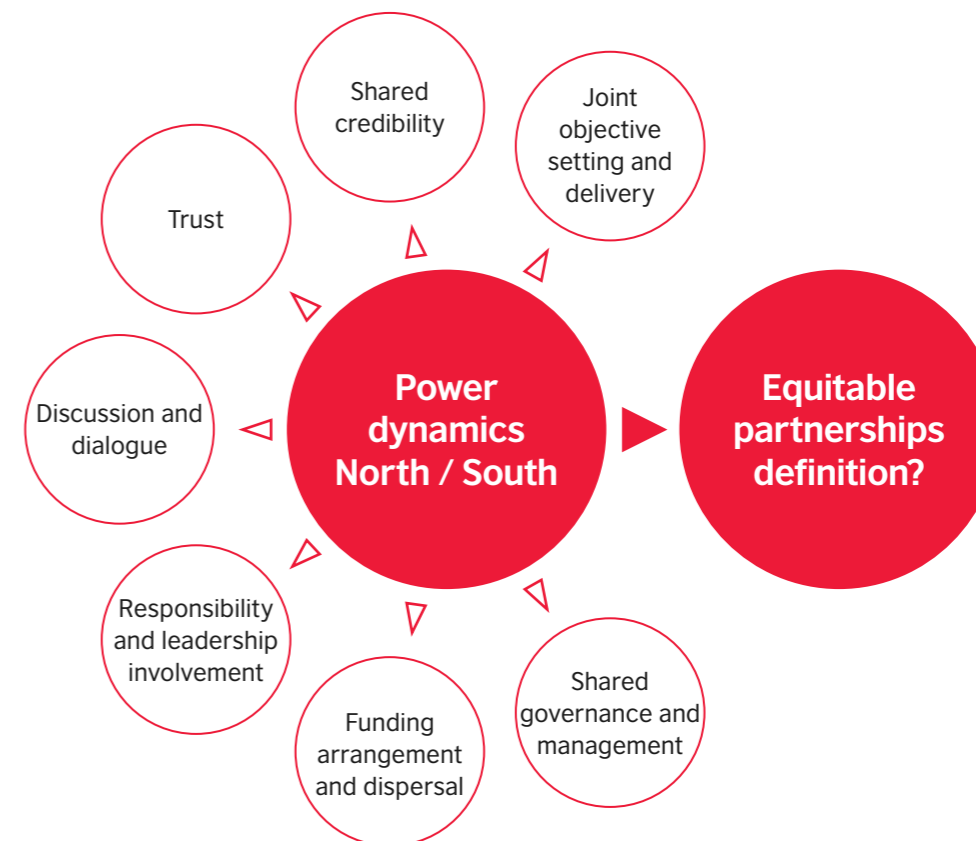 Shared
credibility
Joint
objective
setting and
delivery
Trust
Discussion and
dialogue
Power
dynamics
North / South
Equitable
partnerships
definition?
Responsibility
and leadership
involvement
Funding
arrangement
and dispersal
Shared
governance and
management